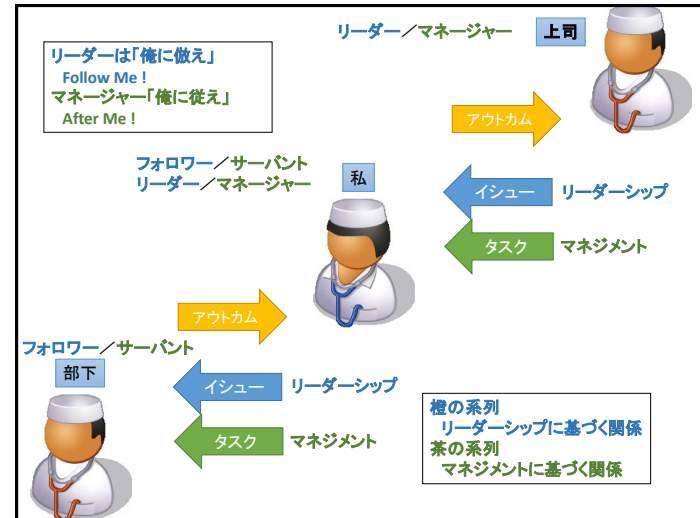 リーダー／マネージャー
上司
リーダーは「俺に倣え」
Follow Me !
マネージャー「俺に従え」
After Me !
アウトカム
フォロワー／サーバント
リーダー／マネージャー
私
イシュー
リーダーシップ
タスク
マネジメント
アウトカム
フォロワー／サーバント
部下
イシュー
リーダーシップ
タスク
マネジメント
橙の系列
リーダーシップに基づく関係
茶の系列
マネジメントに基づく関係